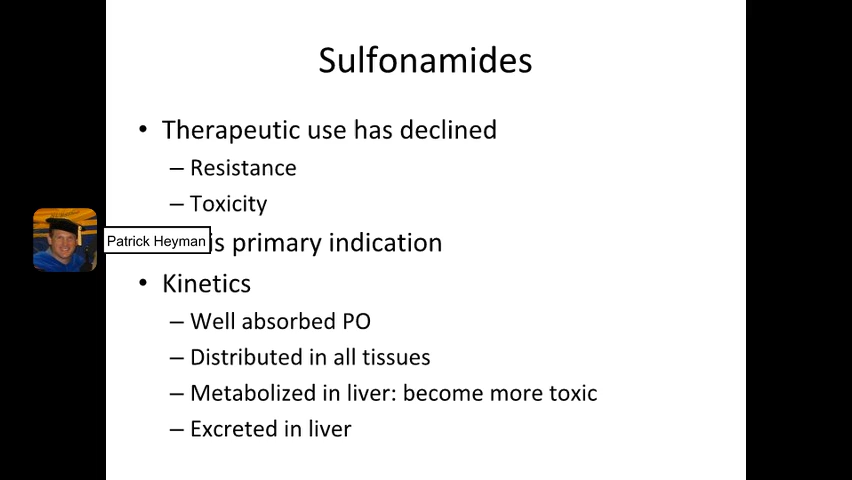 Sulfonamides
• Therapeutic use has declined
– Resistance
– Toxicity
Patrick Heyman
is primary indication
• Kinetics
– Well absorbed PO
– Distributed in all tissues
– Metabolized in liver: become more toxic
– Excreted in liver